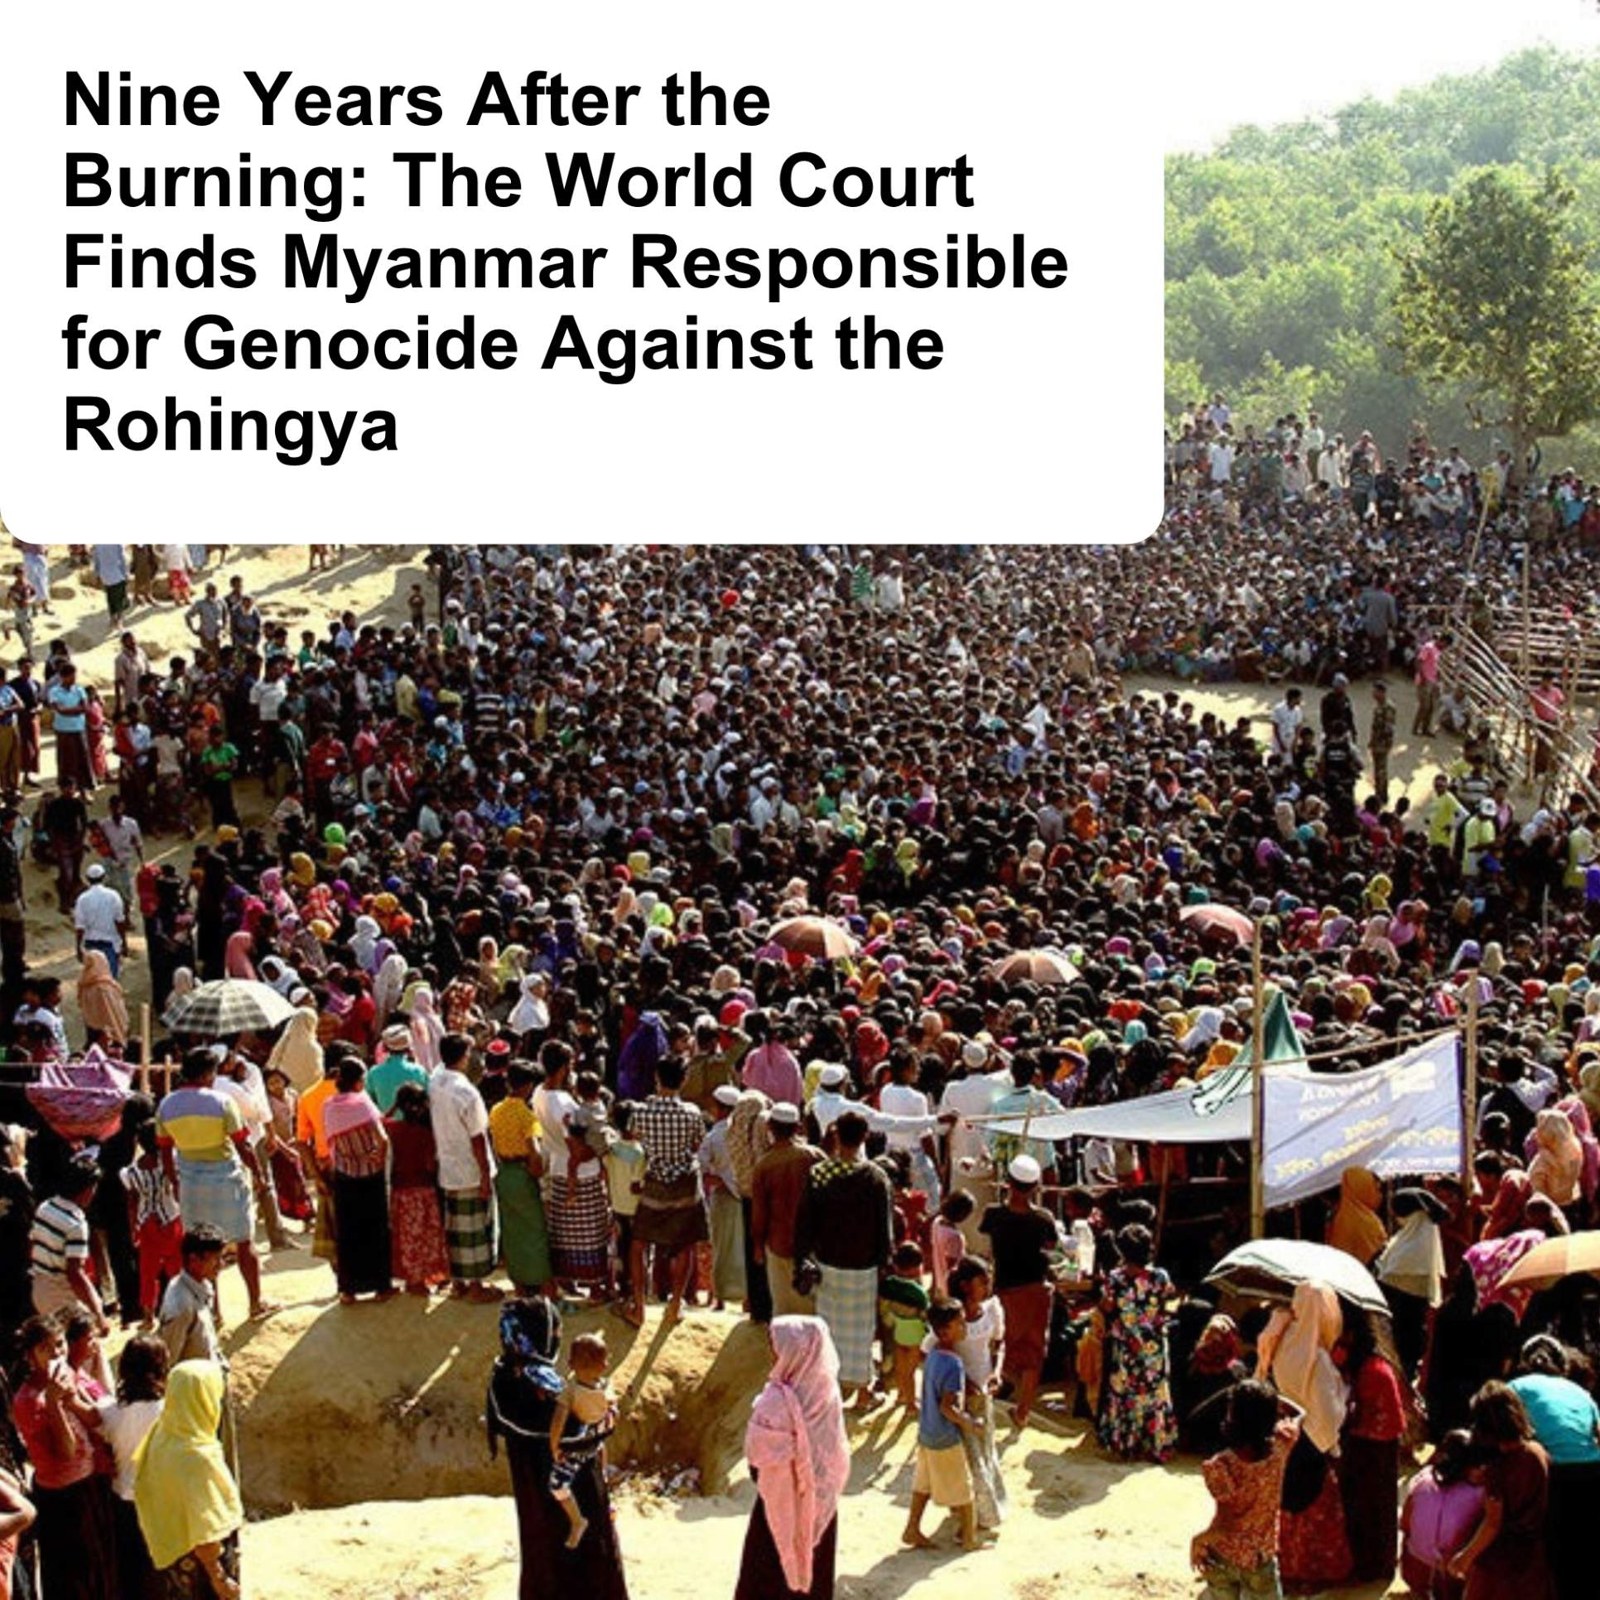 Nine Years After the
Burning: The World Court
Finds Myanmar Responsible
for Genocide Against the
Rohingya